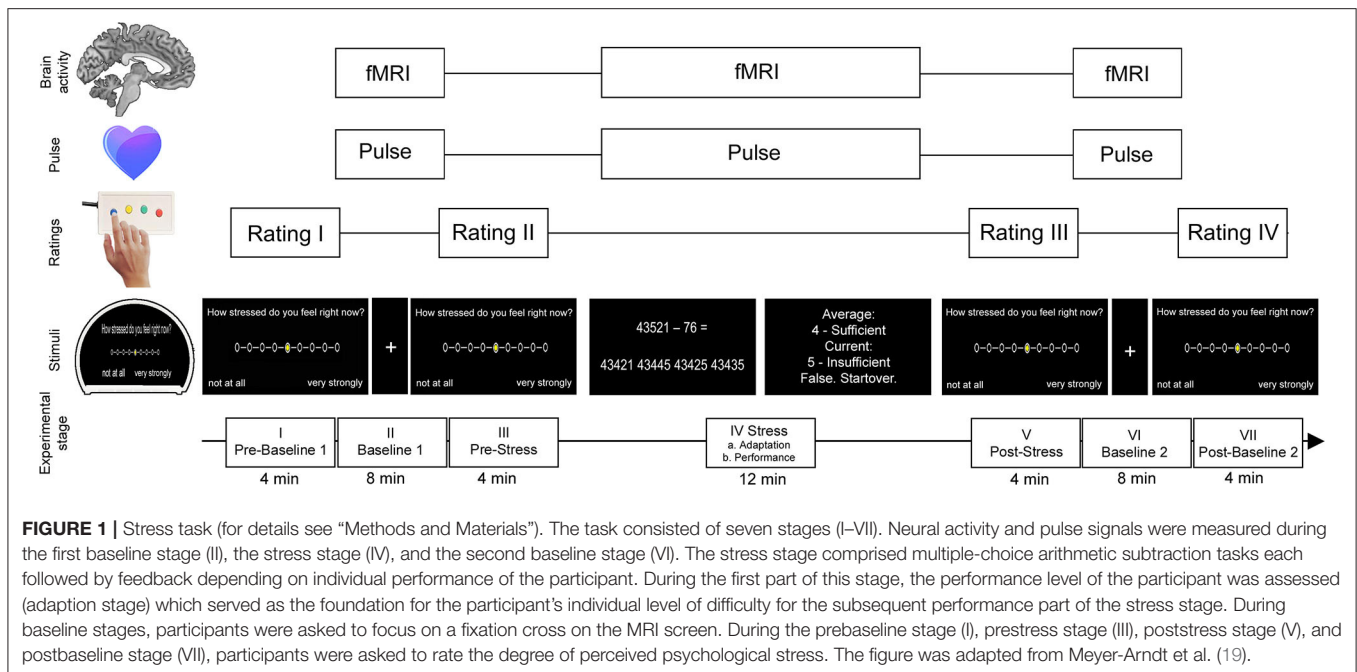 Brain
activity
fMRI
fMRI
fMRI
Pulse
Pulse
Pulse
Pulse
Ratings
Rating I
Rating II
Rating III
Rating IV
Stimuli
How stressed do you feel right now?
0-0-0-0-0-0-0-0-0
not at all very strongly
How stressed do you feel right now?
0-0-0-0-0-0-0-0-0
not at all very strongly
+
How stressed do you feel right now?
0-0-0-0-0-0-0-0-0
not at all very strongly
43521 – 76 =
43421 43445 43425 43435
Average:
4 - Sufficient
Current:
5 - Insufficient
False. Startover.
How stressed do you feel right now?
0-0-0-0-0-0-0-0-0
not at all very strongly
+
How stressed do you feel right now?
0-0-0-0-0-0-0-0-0
not at all very strongly
Experimental
stage
I
Pre-Baseline 1
4 min
II
Baseline 1
8 min
III
Pre-Stress
4 min
IV Stress
a. Adaptation
b. Performance
12 min
V
Post-Stress
4 min
VI
Baseline 2
8 min
VII
Post-Baseline 2
4 min
FIGURE 1 | Stress task (for details see “Methods and Materials”). The task consisted of seven stages (I–VII). Neural activity and pulse signals were measured during
the first baseline stage (II), the stress stage (IV), and the second baseline stage (VI). The stress stage comprised multiple-choice arithmetic subtraction tasks each
followed by feedback depending on individual performance of the participant. During the first part of this stage, the performance level of the participant was assessed
(adaption stage) which served as the foundation for the participant’s individual level of difficulty for the subsequent performance part of the stress stage. During
baseline stages, participants were asked to focus on a fixation cross on the MRI screen. During the prebaseline stage (I), prestress stage (III), poststress stage (V), and
postbaseline stage (VII), participants were asked to rate the degree of perceived psychological stress. The figure was adapted from Meyer-Arndt et al. (19).